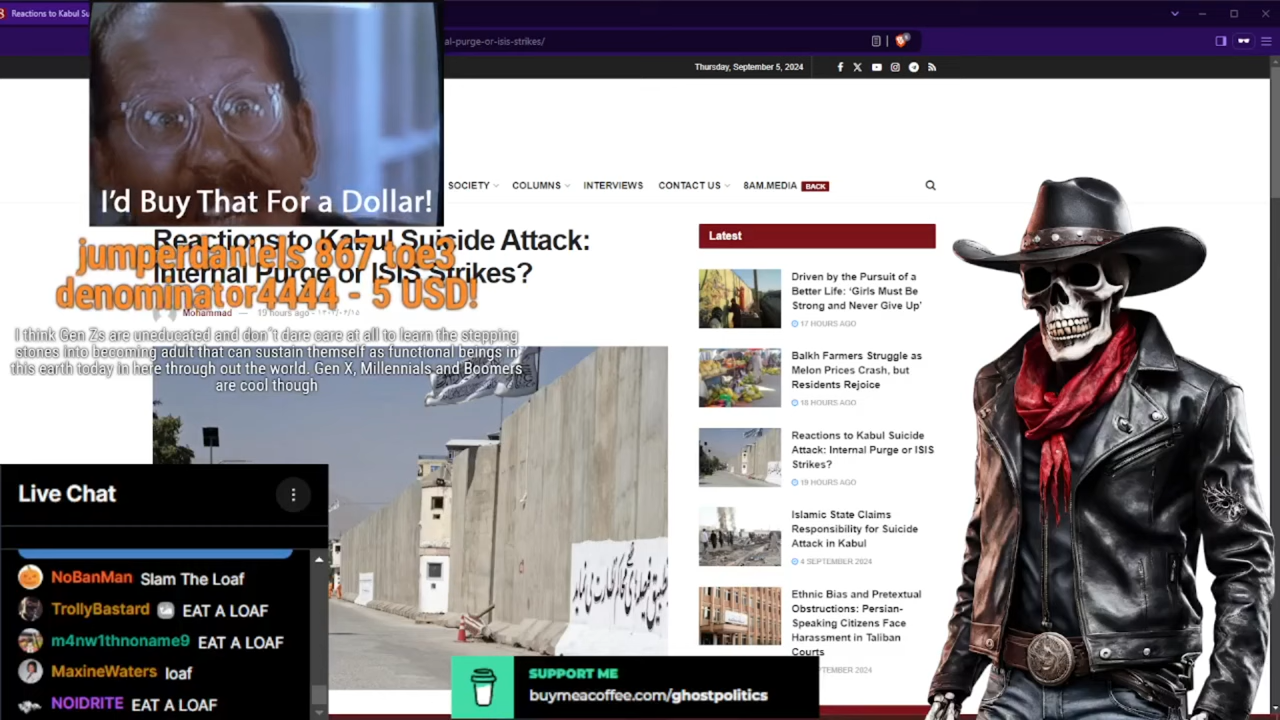 Reactions to Kabul Su
al-purge-or-isis-strikes/
Thursday, September 5, 2024
SOCIETY
COLUMNS
INTERVIEWS
CONTACT US
8AM.MEDIA BACK
I'd Buy That For a Dollar!
Reactions to Kabul Suicide Attack:
Internal Purge or ISIS Strikes?
jumperdaniels 867 toe3
denominator4444 - 5 USD!
Mohammad — 19 hours ago -
I think Gen Zs are uneducated and don´t dare care at all to learn the stepping
stones into becoming adult that can sustain themself as functional beings in
this earth today in here through out the world. Gen X, Millennials and Boomers
are cool though
Latest
Driven by the Pursuit of a
Better Life: ‘Girls Must Be
Strong and Never Give Up’
17 HOURS AGO
Balkh Farmers Struggle as
Melon Prices Crash, but
Residents Rejoice
18 HOURS AGO
Reactions to Kabul Suicide
Attack: Internal Purge or ISIS
Strikes?
19 HOURS AGO
Islamic State Claims
Responsibility for Suicide
Attack in Kabul
4 SEPTEMBER 2024
Ethnic Bias and Pretextual
Obstructions: Persian-
Speaking Citizens Face
Harassment in Taliban
Courts
TEMBER 2024
Live Chat
NoBanMan Slam The Loaf
TrollyBastard EAT A LOAF
m4nw1thnoname9 EAT A LOAF
MaxineWaters loaf
NOIDRITE EAT A LOAF
SUPPORT ME
buymeacoffee.com/ghostpolitics